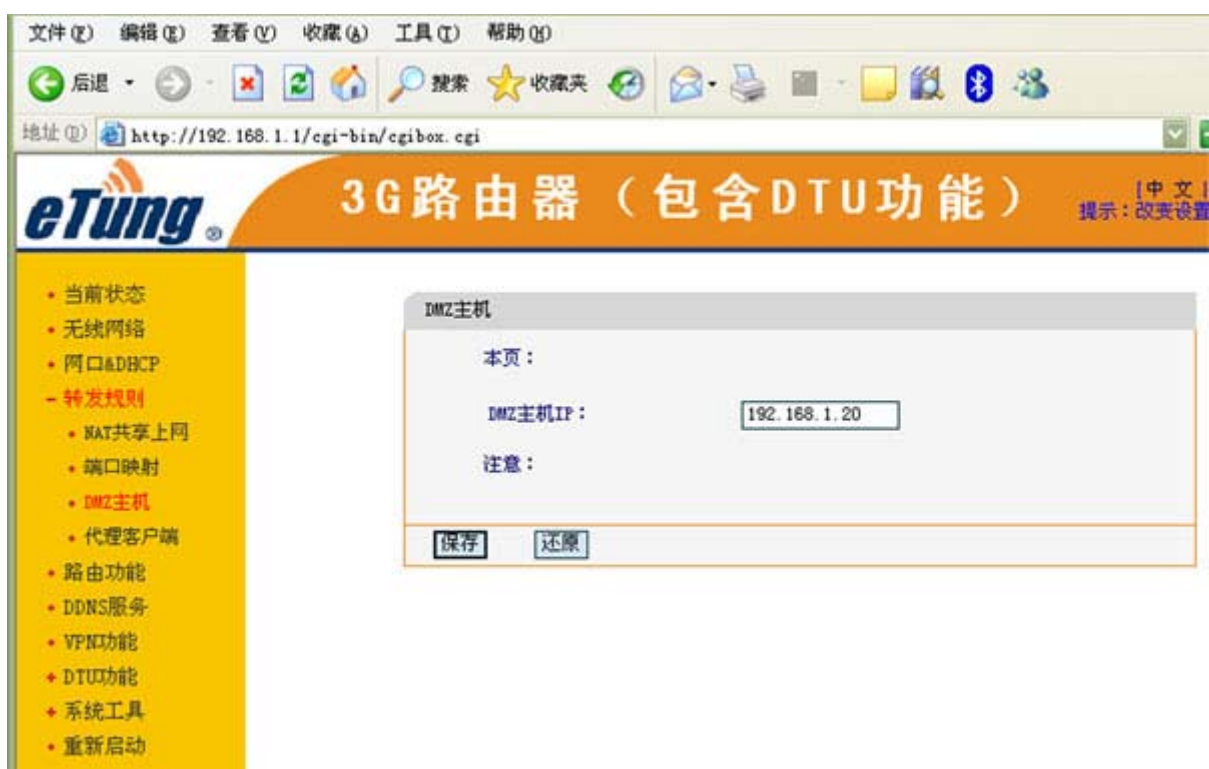 文件(F) 编辑(E) 查看(V) 收藏(A) 工具(T) 帮助(H)
后退 搜索 收藏夹
地址(D) http://192.168.1.1/cgi-bin/cgibox.cgi
eTung ® 3G路由器(包含DTU功能) [中文]
提示:改变设置
当前状态
无线网络
网口&DHCP
转发规则
NAT共享上网
端口映射
DMZ主机
代理客户端
路由功能
DDNS服务
VPN功能
DTU功能
系统工具
重新启动
DMZ主机
本页:
DMZ主机IP: 192.168.1.20
注意:
保存 还原